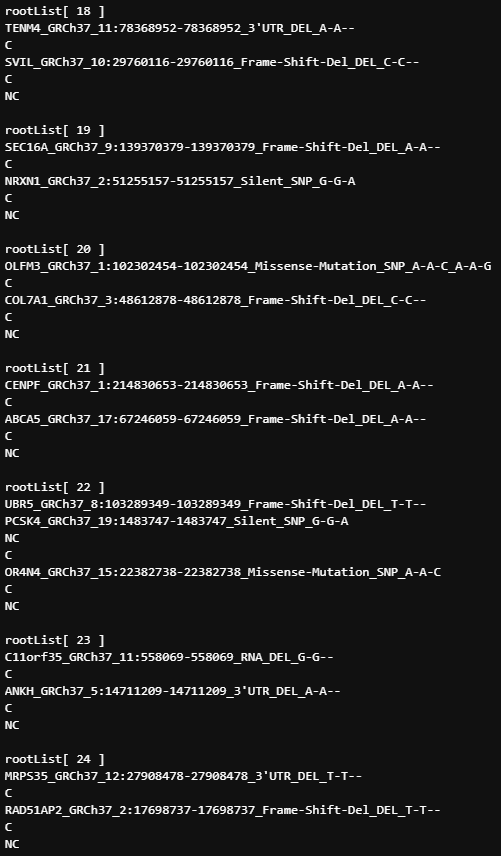 rootList[ 18 ]
TENM4_GRCh37_11:78368952-78368952_3'UTR_DEL_A-A--
C
SVIL_GRCh37_10:29760116-29760116_Frame-Shift-Del_DEL_C-C--
C
NC
rootList[ 19 ]
SEC16A_GRCh37_9:139370379-139370379_Frame-Shift-Del_DEL_A-A--
C
NRXN1_GRCh37_2:51255157-51255157_Silent_SNP_G-G-A
C
NC
rootList[ 20 ]
OLFM3_GRCh37_1:102302454-102302454_Missense-Mutation_SNP_A-A-C_A-A-G
C
COL7A1_GRCh37_3:48612878-48612878_Frame-Shift-Del_DEL_C-C--
C
NC
rootList[ 21 ]
CENPF_GRCh37_1:214830653-214830653_Frame-Shift-Del_DEL_A-A--
C
ABCA5_GRCh37_17:67246059-67246059_Frame-Shift-Del_DEL_A-A--
C
NC
rootList[ 22 ]
UBR5_GRCh37_8:103289349-103289349_Frame-Shift-Del_DEL_T-T--
PCSK4_GRCh37_19:1483747-1483747_Silent_SNP_G-G-A
NC
C
OR4N4_GRCh37_15:22382738-22382738_Missense-Mutation_SNP_A-A-C
C
NC
rootList[ 23 ]
C11orf35_GRCh37_11:558069-558069_RNA_DEL_G-G--
C
ANKH_GRCh37_5:14711209-14711209_3'UTR_DEL_A-A--
C
NC
rootList[ 24 ]
MRPS35_GRCh37_12:27908478-27908478_3'UTR_DEL_T-T--
C
RAD51AP2_GRCh37_2:17698737-17698737_Frame-Shift-Del_DEL_T-T--
C
NC